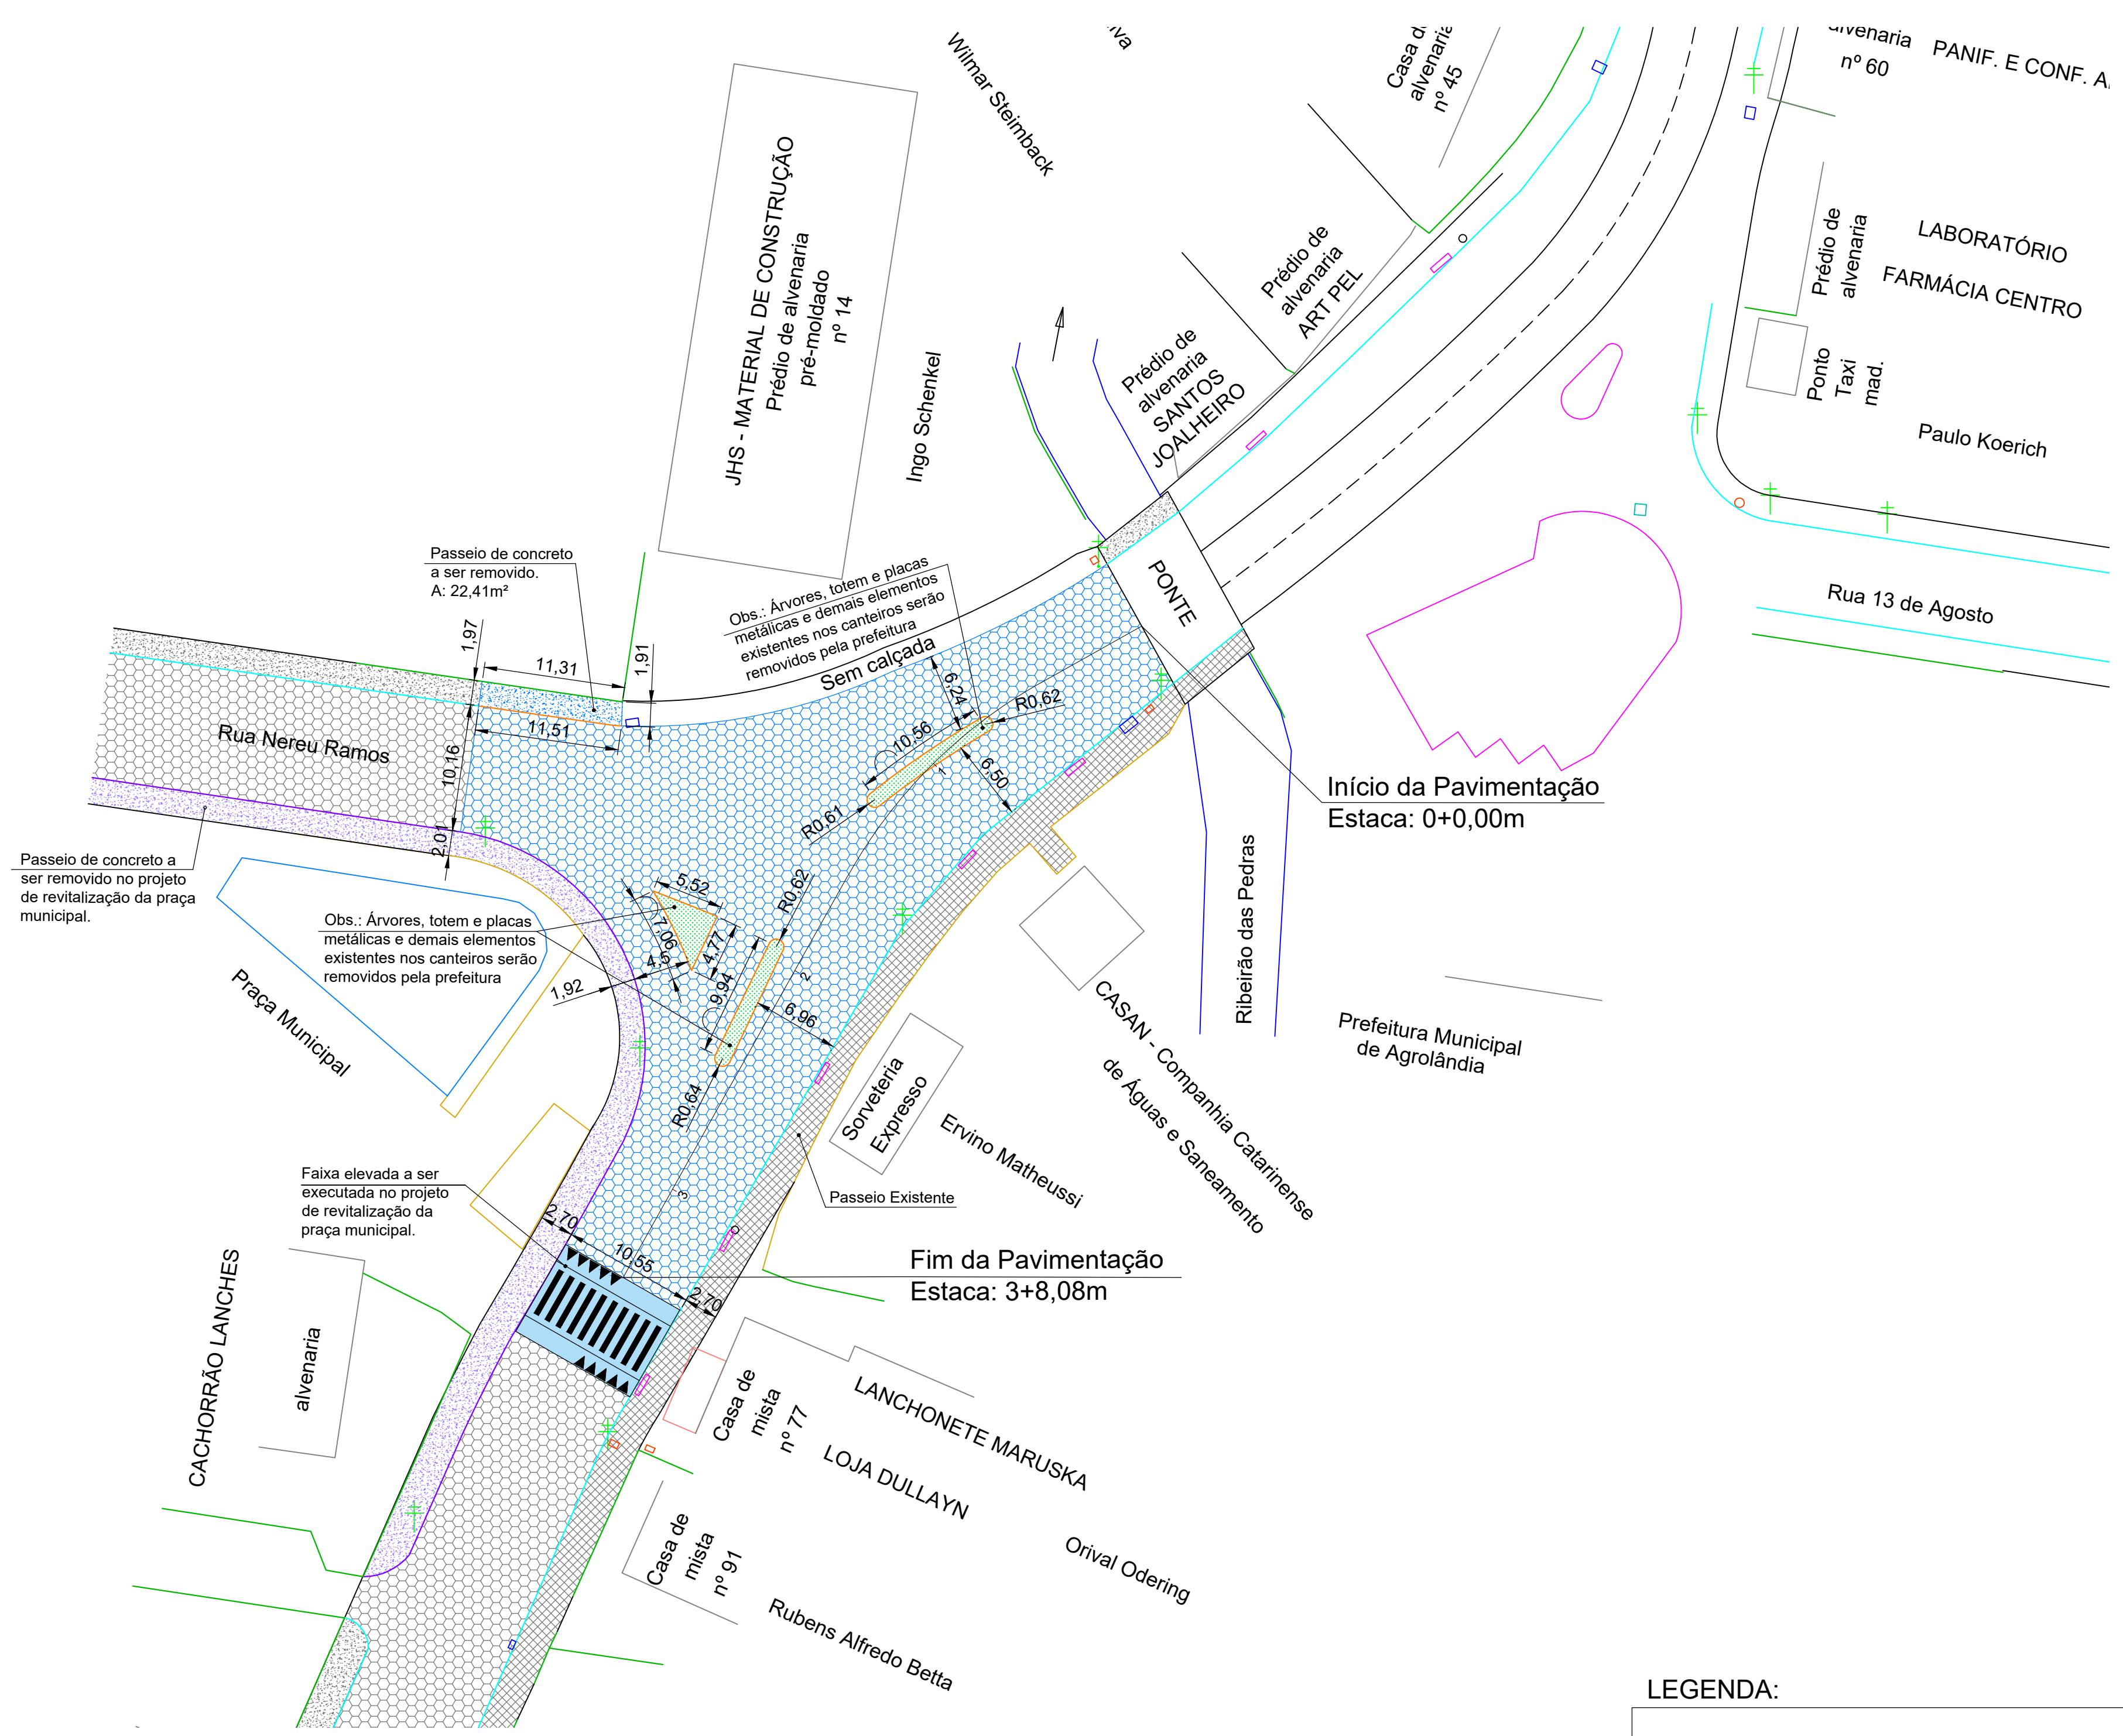 Wilmar Steimback
Casa de
alvenaria
nº 45
alvenaria
nº 60
PANIF. E CONF. A
JHS - MATERIAL DE CONSTRUÇÃO
Prédio de alvenaria
pré-moldado
nº 14
Ingo Schenkel
Prédio de
alvenaria
ART PEL
Prédio de
alvenaria
SANTOS
JOALHEIRO
Prédio de
alvenaria
LABORATÓRIO
FARMÁCIA CENTRO
Ponto
Taxi
mad.
Paulo Koerich
Rua 13 de Agosto
PONTE
Passeio de concreto
a ser removido.
A: 22,41m²
Obs.: Árvores, totem e placas
metálicas e demais elementos
existentes nos canteiros serão
removidos pela prefeitura
Sem calçada
1,97
11,31
1,91
11,51
10,16
2,01
Rua Nereu Ramos
6,24
R0,62
10,56
1
6,50
R0,61
Início da Pavimentação
Estaca: 0+0,00m
Passeio de concreto a
ser removido no projeto
de revitalização da praça
municipal.
Obs.: Árvores, totem e placas
metálicas e demais elementos
existentes nos canteiros serão
removidos pela prefeitura
5,52
7,06
4,77
4,5
1,92
R0,62
9,94
2
6,96
R0,64
3
Praça Municipal
Ribeirão das Pedras
CASAN - Companhia Catarinense
de Águas e Saneamento
Prefeitura Municipal
de Agrolândia
Sorveteria
Expresso
Ervino Matheussi
Passeio Existente
Faixa elevada a ser
executada no projeto
de revitalização da
praça municipal.
2,70
10,55
2,70
Fim da Pavimentação
Estaca: 3+8,08m
CACHORRÃO LANCHES
alvenaria
Casa de
mista
nº 77
LANCHONETE MARUSKA
LOJA DULLAYN
Casa de
mista
nº 91
Orival Odering
Rubens Alfredo Betta
LEGENDA: